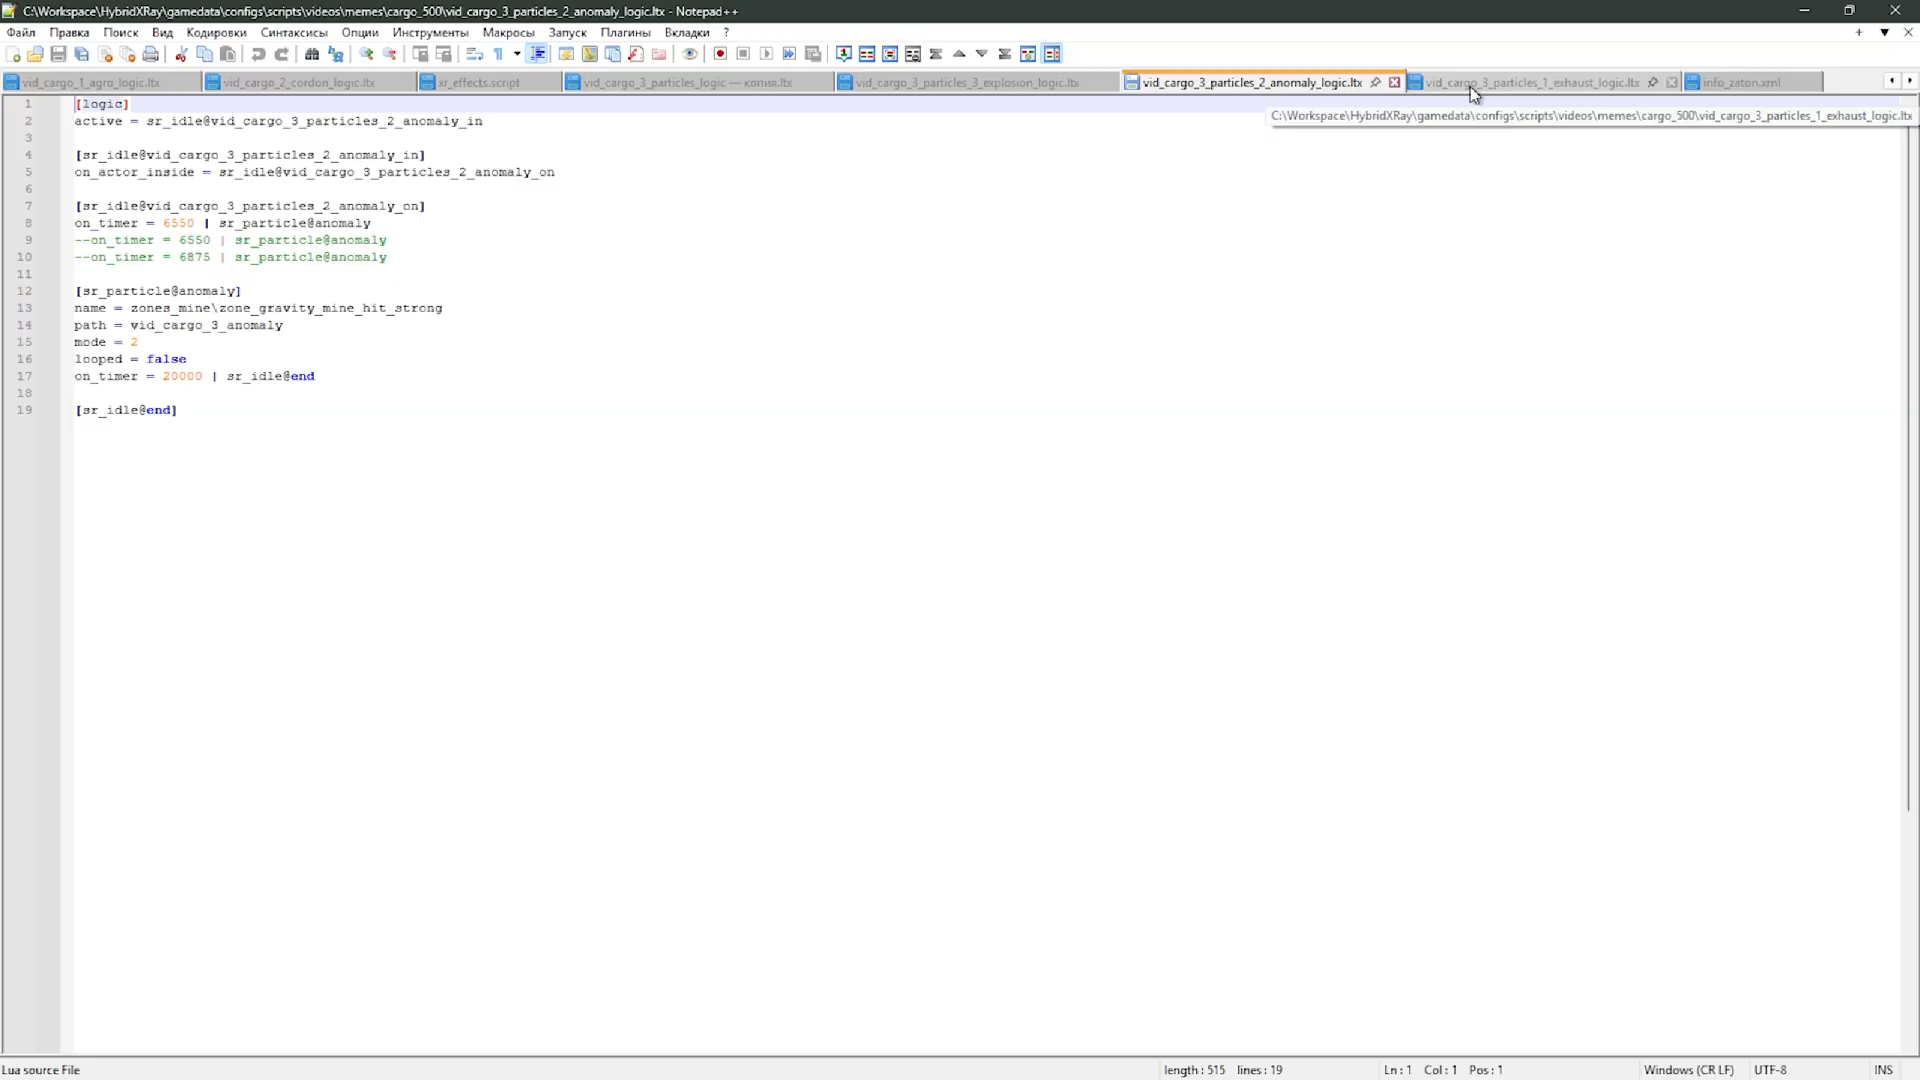 C:\Workspace\HybridXRay\gamedata\configs\scripts\videos\memes\cargo_500\vid_cargo_3_particles_2_anomaly_logic.ltx - Notepad++
Файл Правка Поиск Вид Кодировки Синтаксисы Опции Инструменты Макросы Запуск Плагины Вкладки ?
vid_cargo_1_agro_logic.ltx vid_cargo_2_cordon_logic.ltx xr_effects.script vid_cargo_3_particles_logic — копия.ltx vid_cargo_3_particles_3_explosion_logic.ltx vid_cargo_3_particles_2_anomaly_logic.ltx vid_cargo_3_particles_1_exhaust_logic.ltx info_zaton.xml
C:\Workspace\HybridXRay\gamedata\configs\scripts\videos\memes\cargo_500\vid_cargo_3_particles_1_exhaust_logic.ltx
1 [logic]
2 active = sr_idle@vid_cargo_3_particles_2_anomaly_in
3
4 [sr_idle@vid_cargo_3_particles_2_anomaly_in]
5 on_actor_inside = sr_idle@vid_cargo_3_particles_2_anomaly_on
6
7 [sr_idle@vid_cargo_3_particles_2_anomaly_on]
8 on_timer = 6550 | sr_particle@anomaly
9 --on_timer = 6550 | sr_particle@anomaly
10 --on_timer = 6875 | sr_particle@anomaly
11
12 [sr_particle@anomaly]
13 name = zones_mine\zone_gravity_mine_hit_strong
14 path = vid_cargo_3_anomaly
15 mode = 2
16 looped = false
17 on_timer = 20000 | sr_idle@end
18
19 [sr_idle@end]
Lua source File length : 515 lines : 19 Ln : 1 Col : 1 Pos : 1 Windows (CR LF) UTF-8 INS